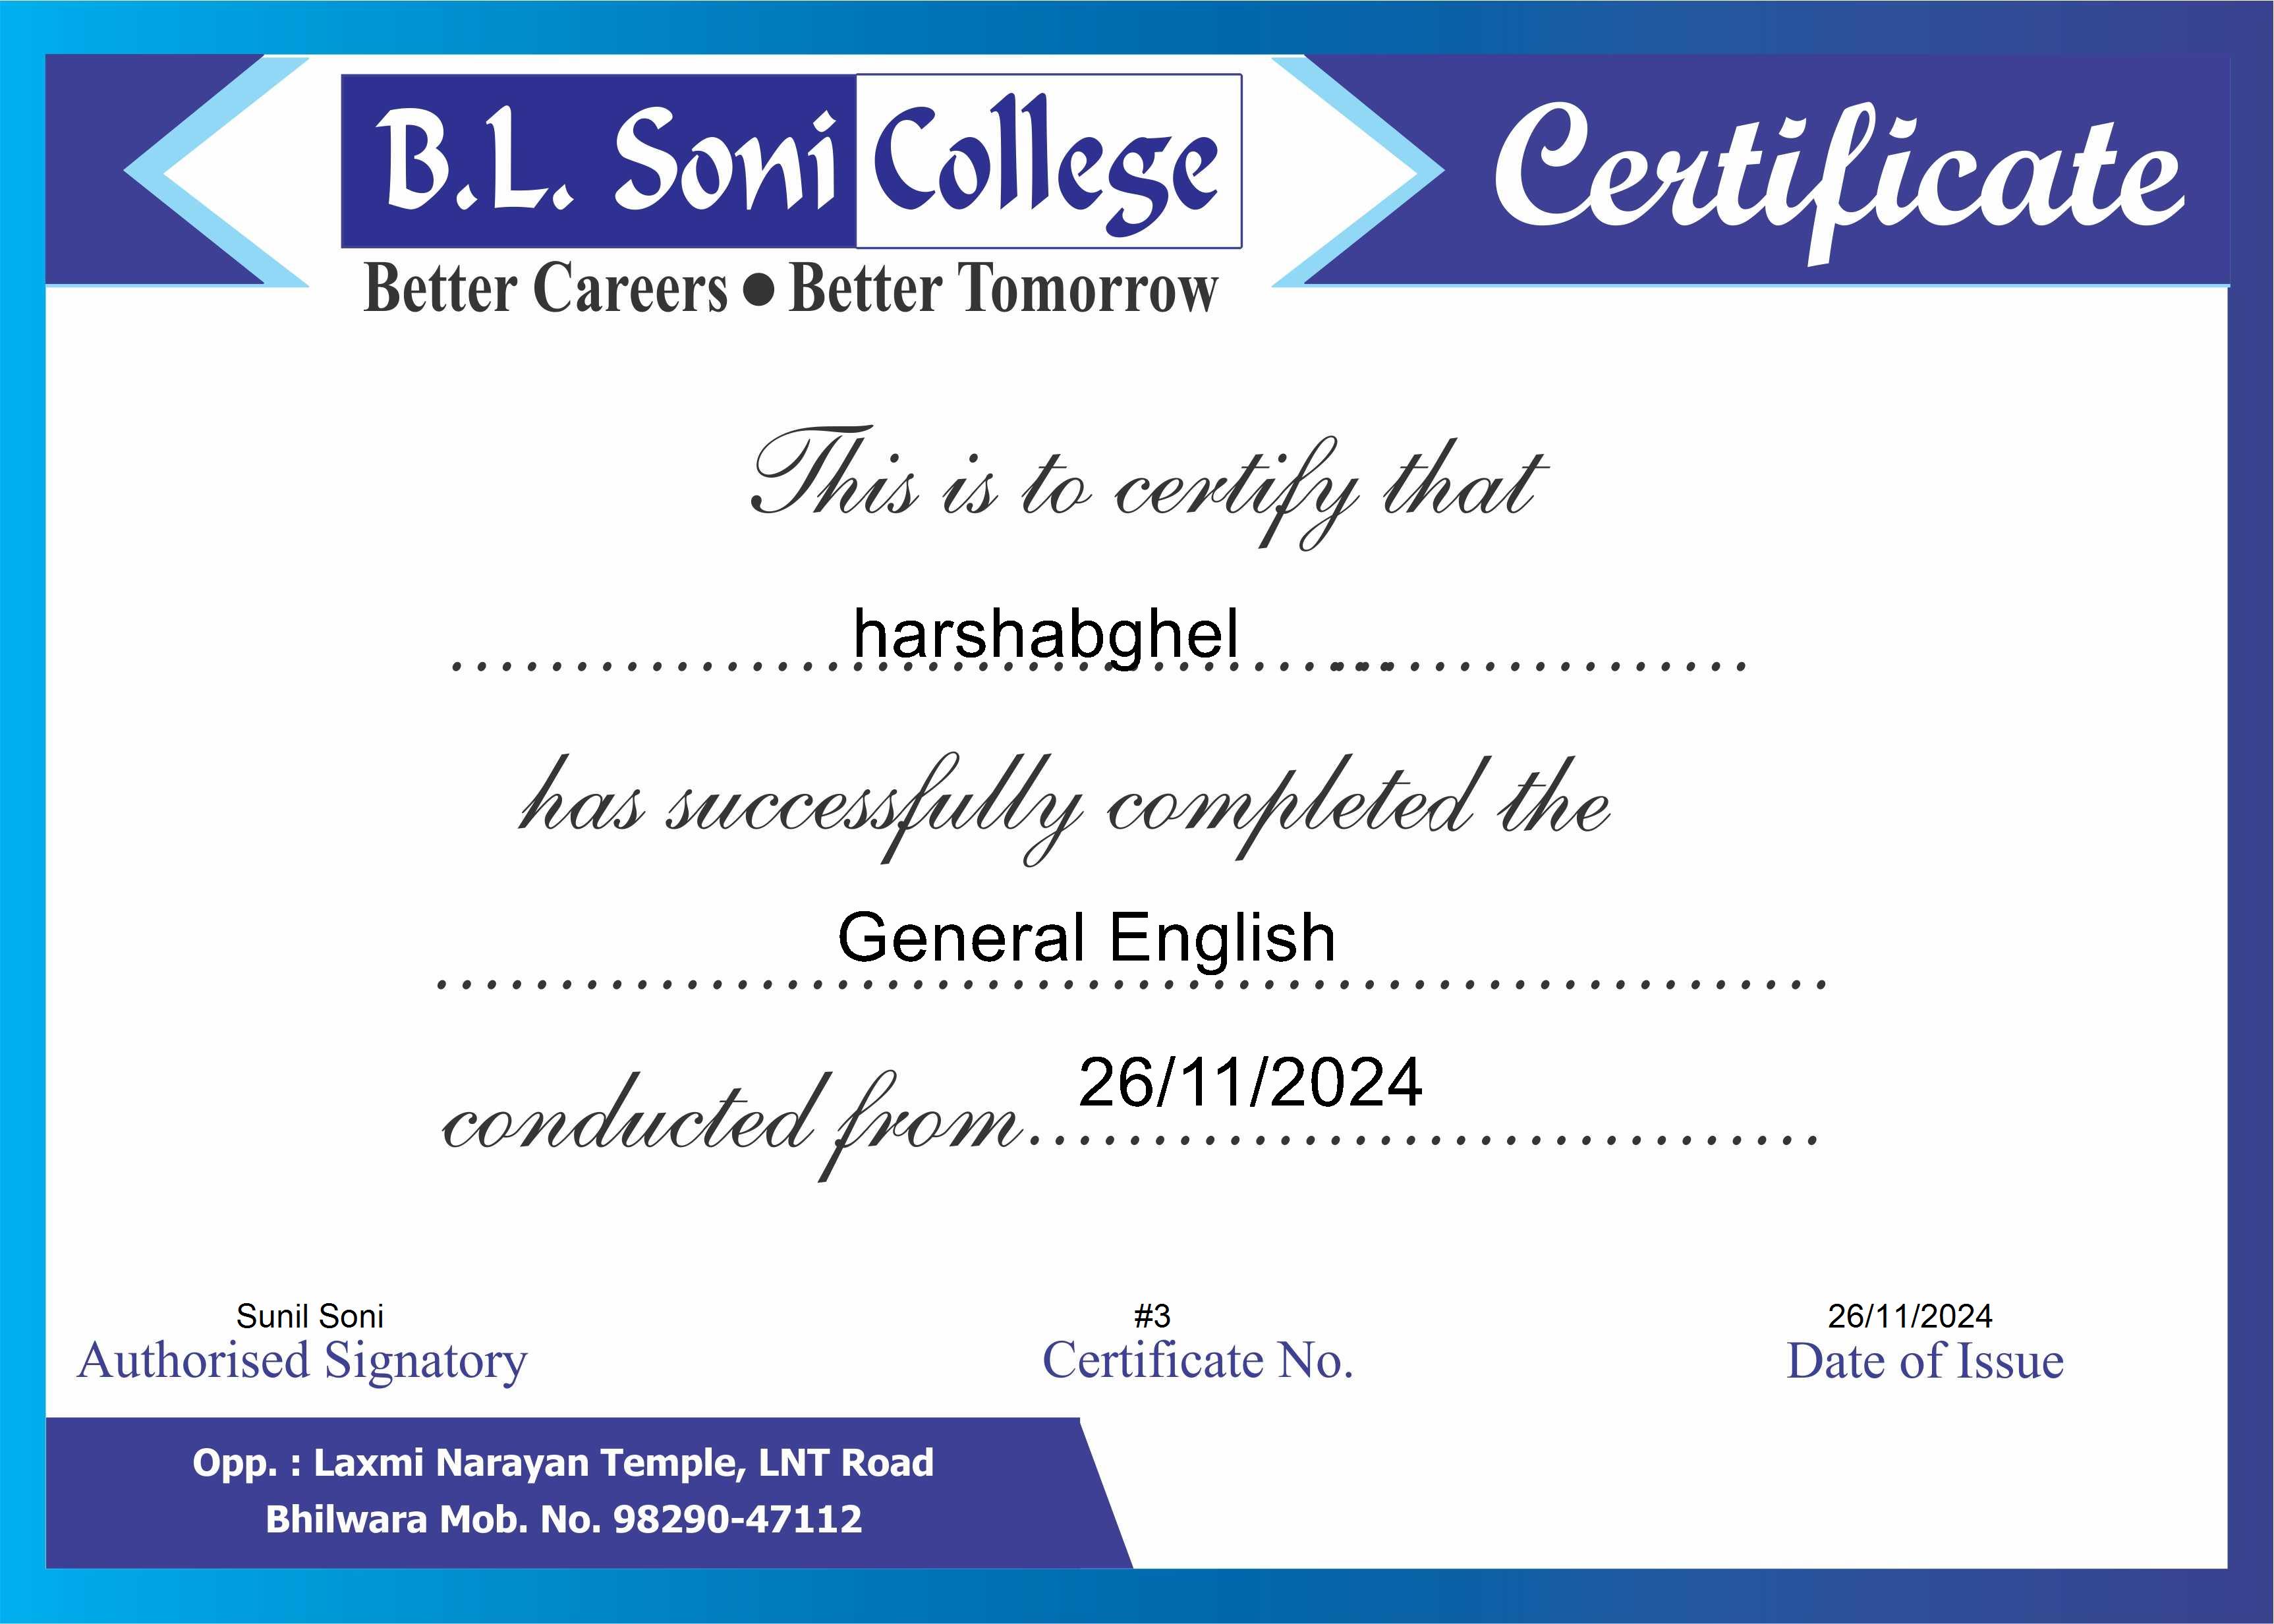 B.L. Soni College
Certificate
Better Careers ● Better Tomorrow
This is to certify that
harshabghel
has successfully completed the
General English
conducted from 26/11/2024
Sunil Soni
Authorised Signatory
#3
Certificate No.
26/11/2024
Date of Issue
Opp. : Laxmi Narayan Temple, LNT Road
Bhilwara Mob. No. 98290-47112